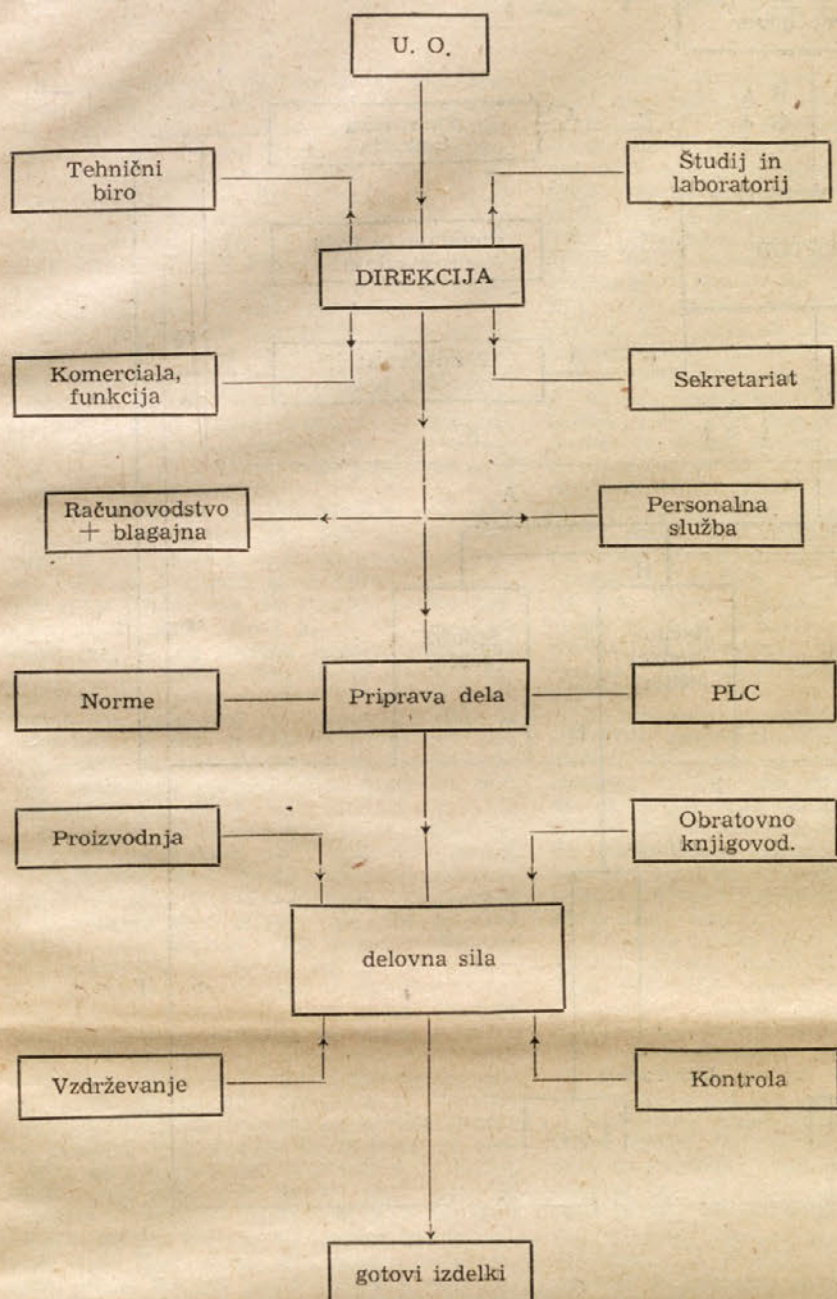 U. O.
Tehnični
biro
Študij in
laboratorij
DIREKCIJA
Komerciala,
funkcija
Sekretariat
Računovodstvo
+ blagajna
Personalna
služba
Norme
Priprava dela
PLC
Proizvodnja
Obratovno
knjigovod.
delovna sila
Vzdrževanje
Kontrola
gotovi izdelki